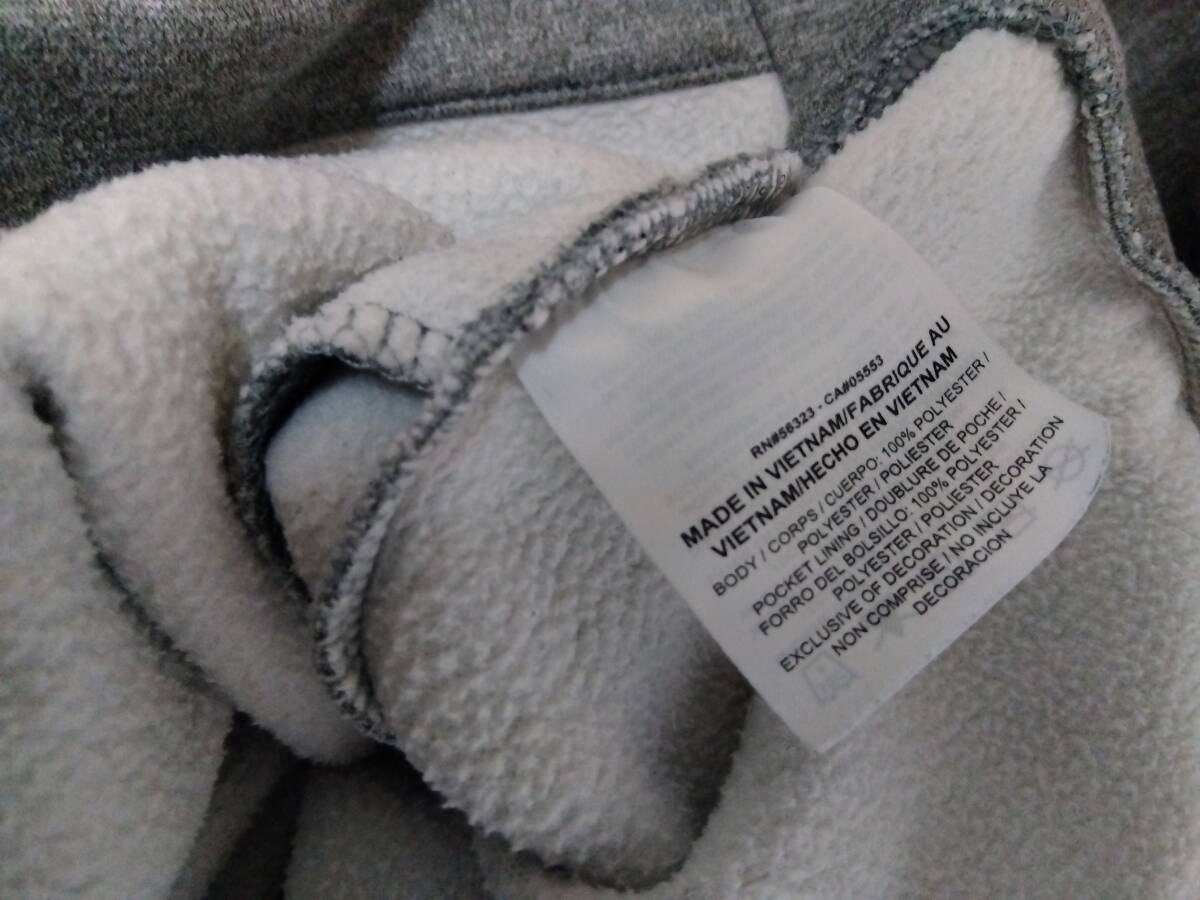 RN#56323 - CA#05553
MADE IN VIETNAM/FABRIQUE AU
VIETNAM/HECHO EN VIETNAM
BODY / CORPS / CUERPO: 100% POLYESTER /
POLYESTER / POLIESTER
POCKET LINING / DOUBLURE DE POCHE /
FORRO DEL BOLSILLO: 100% POLYESTER /
POLYESTER / POLIESTER
EXCLUSIVE OF DECORATION / DECORATION
NON COMPRISE / NO INCLUYE LA
DECORACION